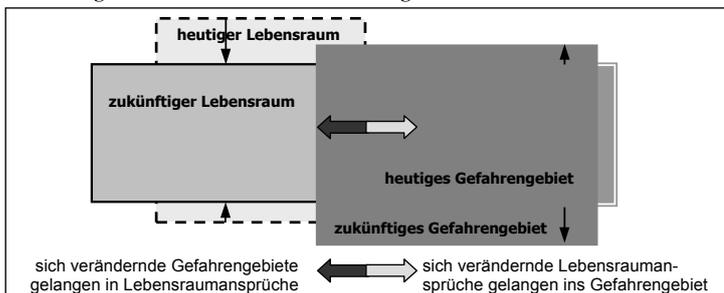 heutiger Lebensraum
zukünftiger Lebensraum
heutiges Gefahrengebiet
zukünftiges Gefahrengebiet
sich verändernde Gefahrengebiete
gelangen in Lebensraumansprüche
sich verändernde Lebensrauman-
sprüche gelangen ins Gefahrengebiet